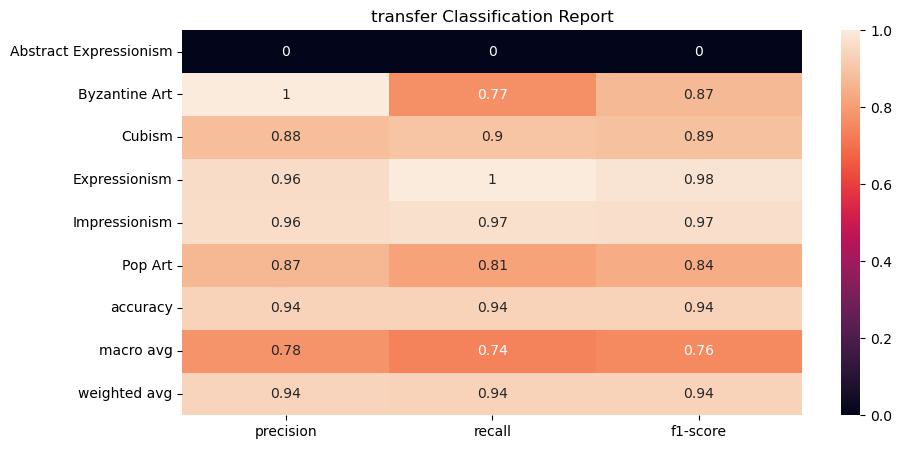 transfer Classification Report
Abstract Expressionism 0 0 0
Byzantine Art 1 0.77 0.87
Cubism 0.88 0.9 0.89
Expressionism 0.96 1 0.98
Impressionism 0.96 0.97 0.97
Pop Art 0.87 0.81 0.84
accuracy 0.94 0.94 0.94
macro avg 0.78 0.74 0.76
weighted avg 0.94 0.94 0.94
precision recall f1-score
1.0
0.8
0.6
0.4
0.2
0.0